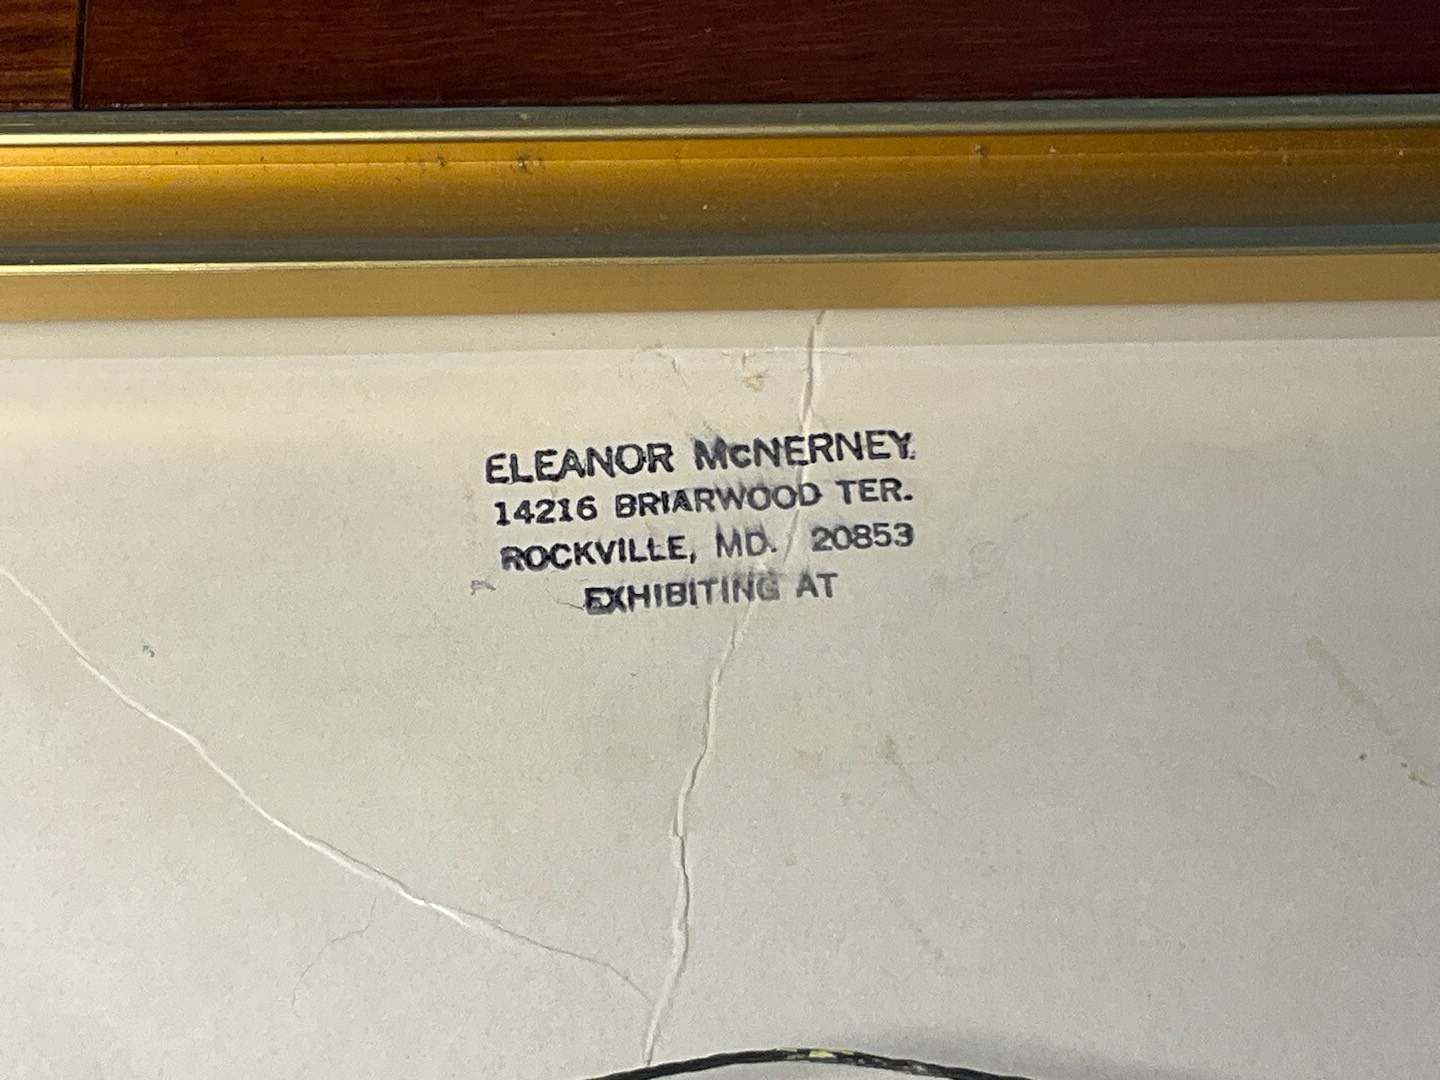 ELEANOR McNERNEY
14216 BRIARWOOD TER.
ROCKVILLE, MD. 20853
EXHIBITING AT